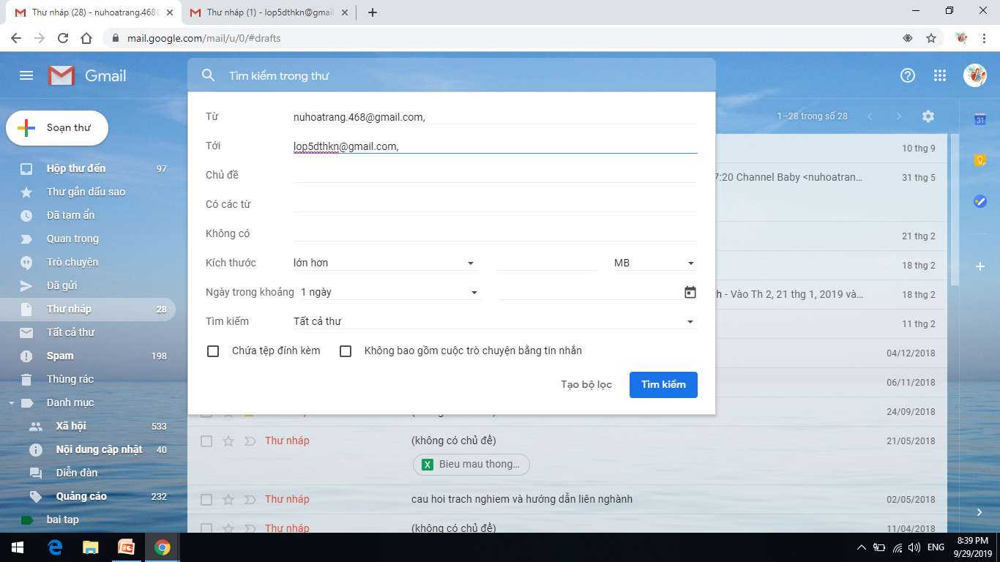 Thư nháp (28) - nuhoatrang.468@
Thư nháp (1) - lop5dthkn@gmail
mail.google.com/mail/u/0/#drafts
Gmail
Tìm kiếm trong thư
Soạn thư
Từ
nuhoatrang.468@gmail.com,
1–28 trong số 28
31
Tới
lop5dthkn@gmail.com,
10 thg 9
Hộp thư đến 97
Chủ đề
7:20 Channel Baby <nuhoatran… 31 thg 5
Thư gắn dấu sao
Có các từ
Đã tạm ẩn
Quan trọng
Không có
21 thg 2
Trò chuyện
Kích thước lớn hơn MB
18 thg 2
Đã gửi
Ngày trong khoảng 1 ngày
h - Vào Th 2, 21 thg 1, 2019 và… 18 thg 2
Thư nháp 28
Tìm kiếm Tất cả thư
11 thg 2
Tất cả thư
Chứa tệp đính kèm Không bao gồm cuộc trò chuyện bằng tin nhắn
04/12/2018
Spam 198
Thùng rác
Tạo bộ lọc Tìm kiếm
06/11/2018
Danh mục
24/09/2018
Xã hội 533
Thư nháp (không có chủ đề) 21/05/2018
Nội dung cập nhật 40
Bieu mau thong…
Diễn đàn
Quảng cáo 232
Thư nháp cau hoi trach nghiem và hướng dẫn liên nghành 02/05/2018
bai tap
Thư nháp (không có chủ đề) 11/04/2018
ENG
8:39 PM
9/29/2019